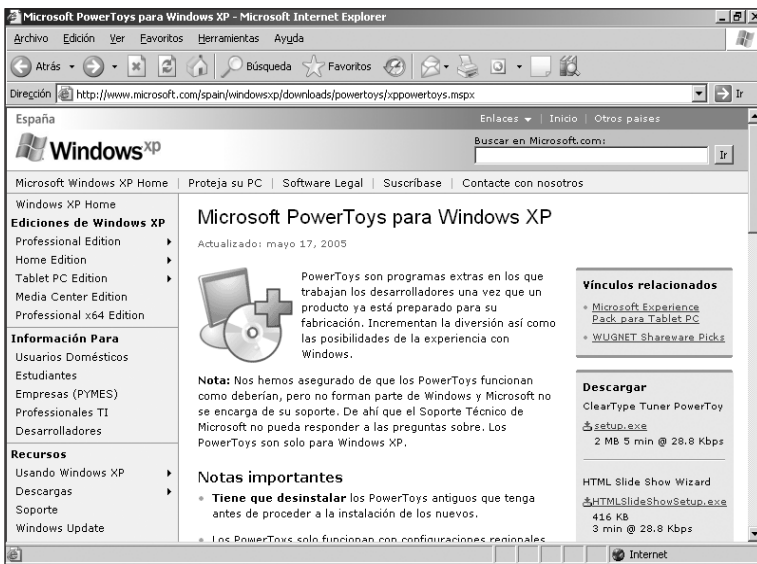 Microsoft PowerToys para Windows XP - Microsoft Internet Explorer
Archivo Edición Ver Favoritos Herramientas Ayuda
Atrás Búsqueda Favoritos
Dirección http://www.microsoft.com/spain/windowsxp/downloads/powertoys/xppowertoys.mspx Ir
España Enlaces | Inicio | Otros paises
Windows xp
Buscar en Microsoft.com:
Ir
Microsoft Windows XP Home | Proteja su PC | Software Legal | Suscríbase | Contacte con nosotros
Windows XP Home
Ediciones de Windows XP
Professional Edition
Home Edition
Tablet PC Edition
Media Center Edition
Professional x64 Edition
Información Para
Usuarios Domésticos
Estudiantes
Empresas (PYMES)
Professionales TI
Desarrolladores
Recursos
Usando Windows XP
Descargas
Soporte
Windows Update
Microsoft PowerToys para Windows XP
Actualizado: mayo 17, 2005
PowerToys son programas extras en los que
trabajan los desarrolladores una vez que un
producto ya está preparado para su
fabricación. Incrementan la diversión así como
las posibilidades de la experiencia con
Windows.
Nota: Nos hemos asegurado de que los PowerToys funcionan
como deberían, pero no forman parte de Windows y Microsoft no
se encarga de su soporte. De ahí que el Soporte Técnico de
Microsoft no pueda responder a las preguntas sobre. Los
PowerToys son solo para Windows XP.
Notas importantes
• Tiene que desinstalar los PowerToys antiguos que tenga
antes de proceder a la instalación de los nuevos.
• Los PowerToys solo funcionan con configuraciones regionales
Vínculos relacionados
• Microsoft Experience
Pack para Tablet PC
• WUGNET Shareware Picks
Descargar
ClearType Tuner PowerToy
setup.exe
2 MB 5 min @ 28.8 Kbps
HTML Slide Show Wizard
HTMLSlideShowSetup.exe
416 KB
3 min @ 28.8 Kbps
Internet